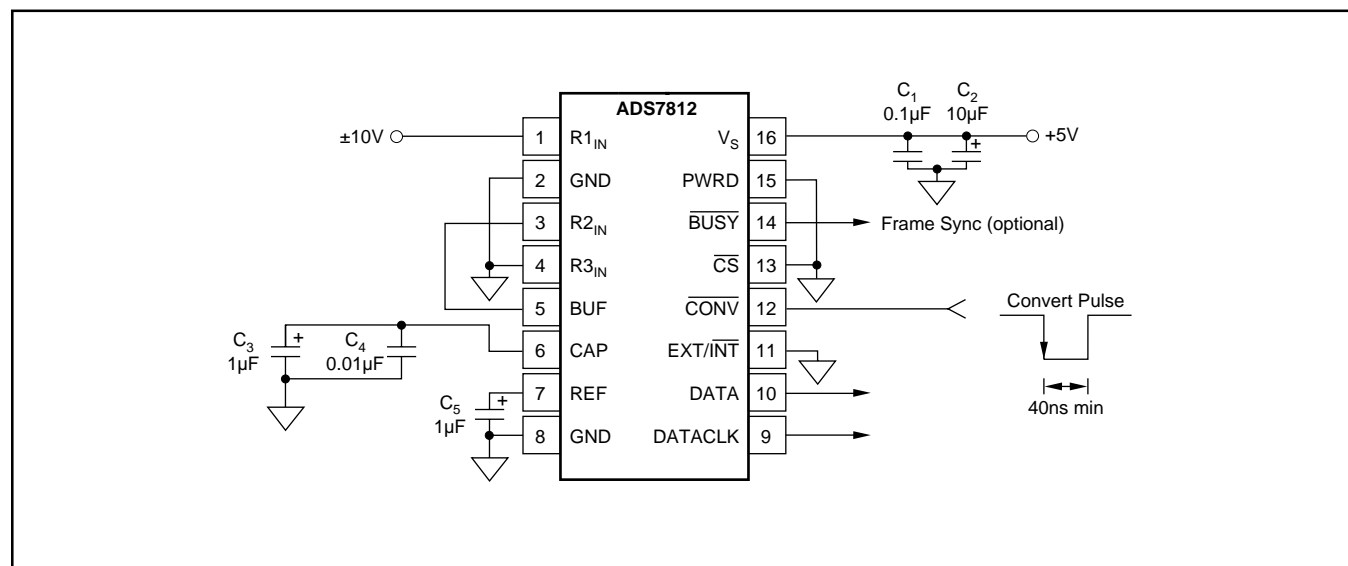 ADS7812
±10V
1 R1IN
2 GND
3 R2IN
4 R3IN
5 BUF
6 CAP
7 REF
8 GND
VS 16
PWRD 15
BUSY 14
CS 13
CONV 12
EXT/INT 11
DATA 10
DATACLK 9
C1
0.1µF
C2
10µF
+
+5V
Frame Sync (optional)
Convert Pulse
40ns min
C3
1µF
+
C4
0.01µF
C5
1µF
+